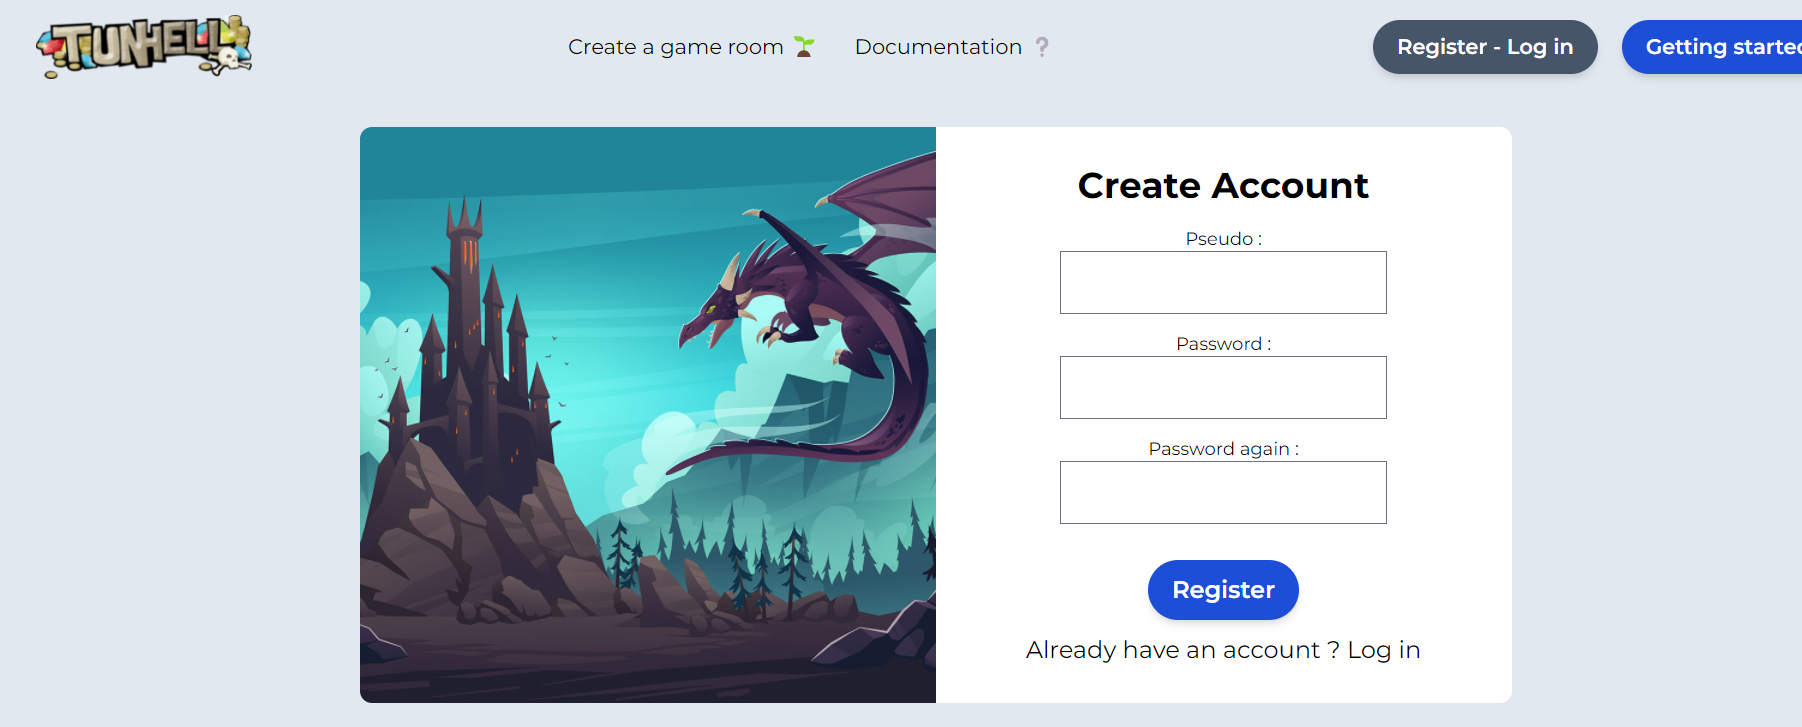 TUNHELL
Create a game room
Documentation ?
Register - Log in
Getting started
Create Account
Pseudo :
Password :
Password again :
Register
Already have an account ? Log in